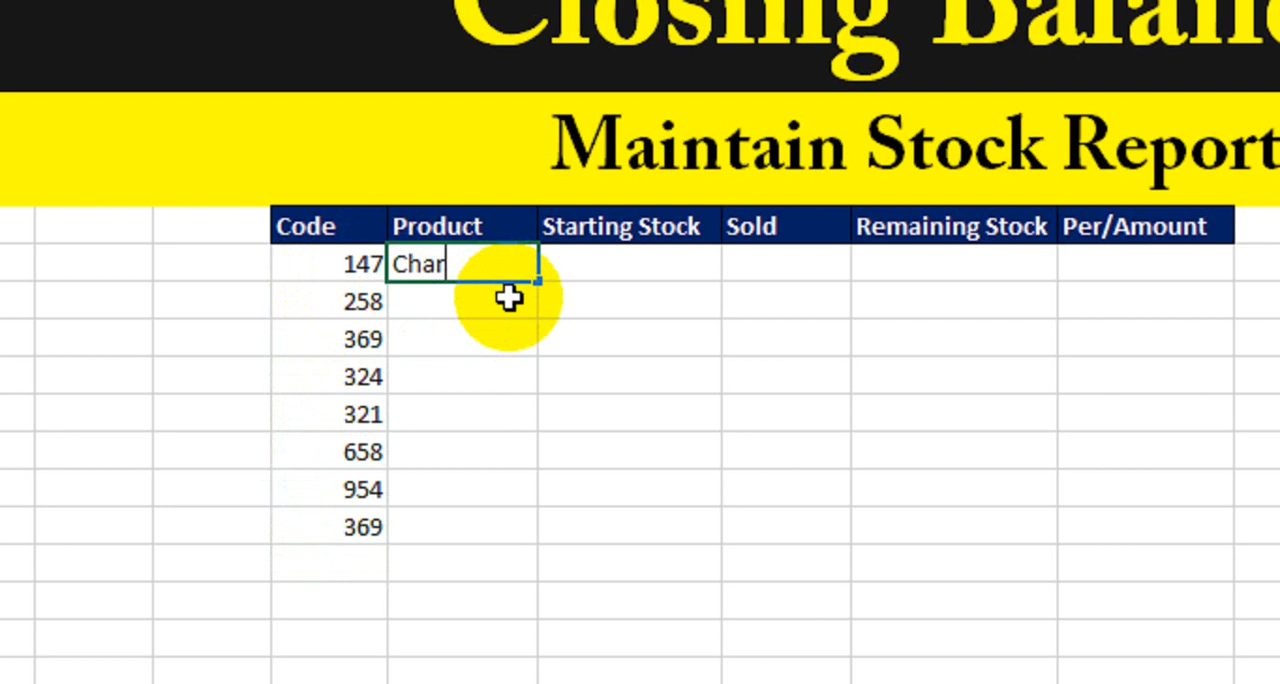 Closing Balan
Maintain Stock Report
Code Product Starting Stock Sold Remaining Stock Per/Amount
147 Char
258
369
324
321
658
954
369